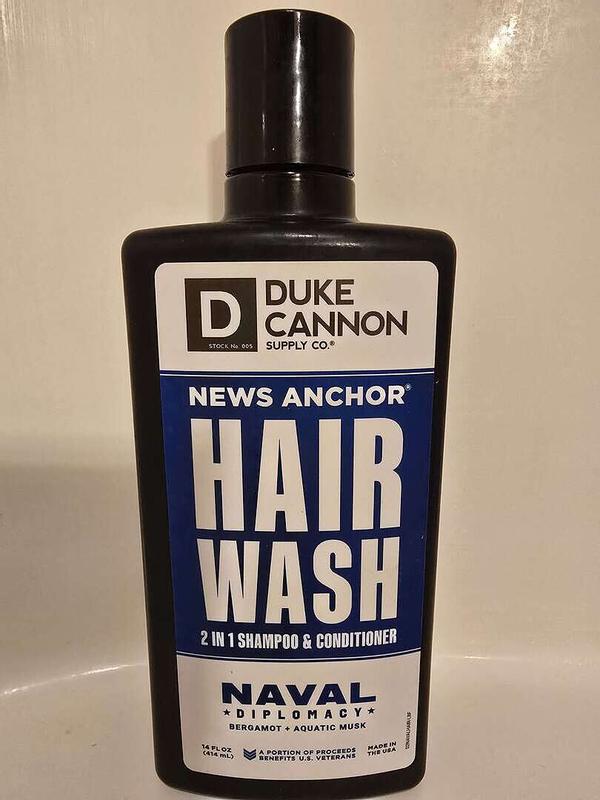 D
STOCK No 005
DUKE
CANNON
SUPPLY CO.®
NEWS ANCHOR®
HAIR
WASH
2 IN 1 SHAMPOO & CONDITIONER
NAVAL
★DIPLOMACY★
BERGAMOT + AQUATIC MUSK
14 FL OZ
(414 mL)
A PORTION OF PROCEEDS
BENEFITS U.S. VETERANS
MADE IN
THE USA